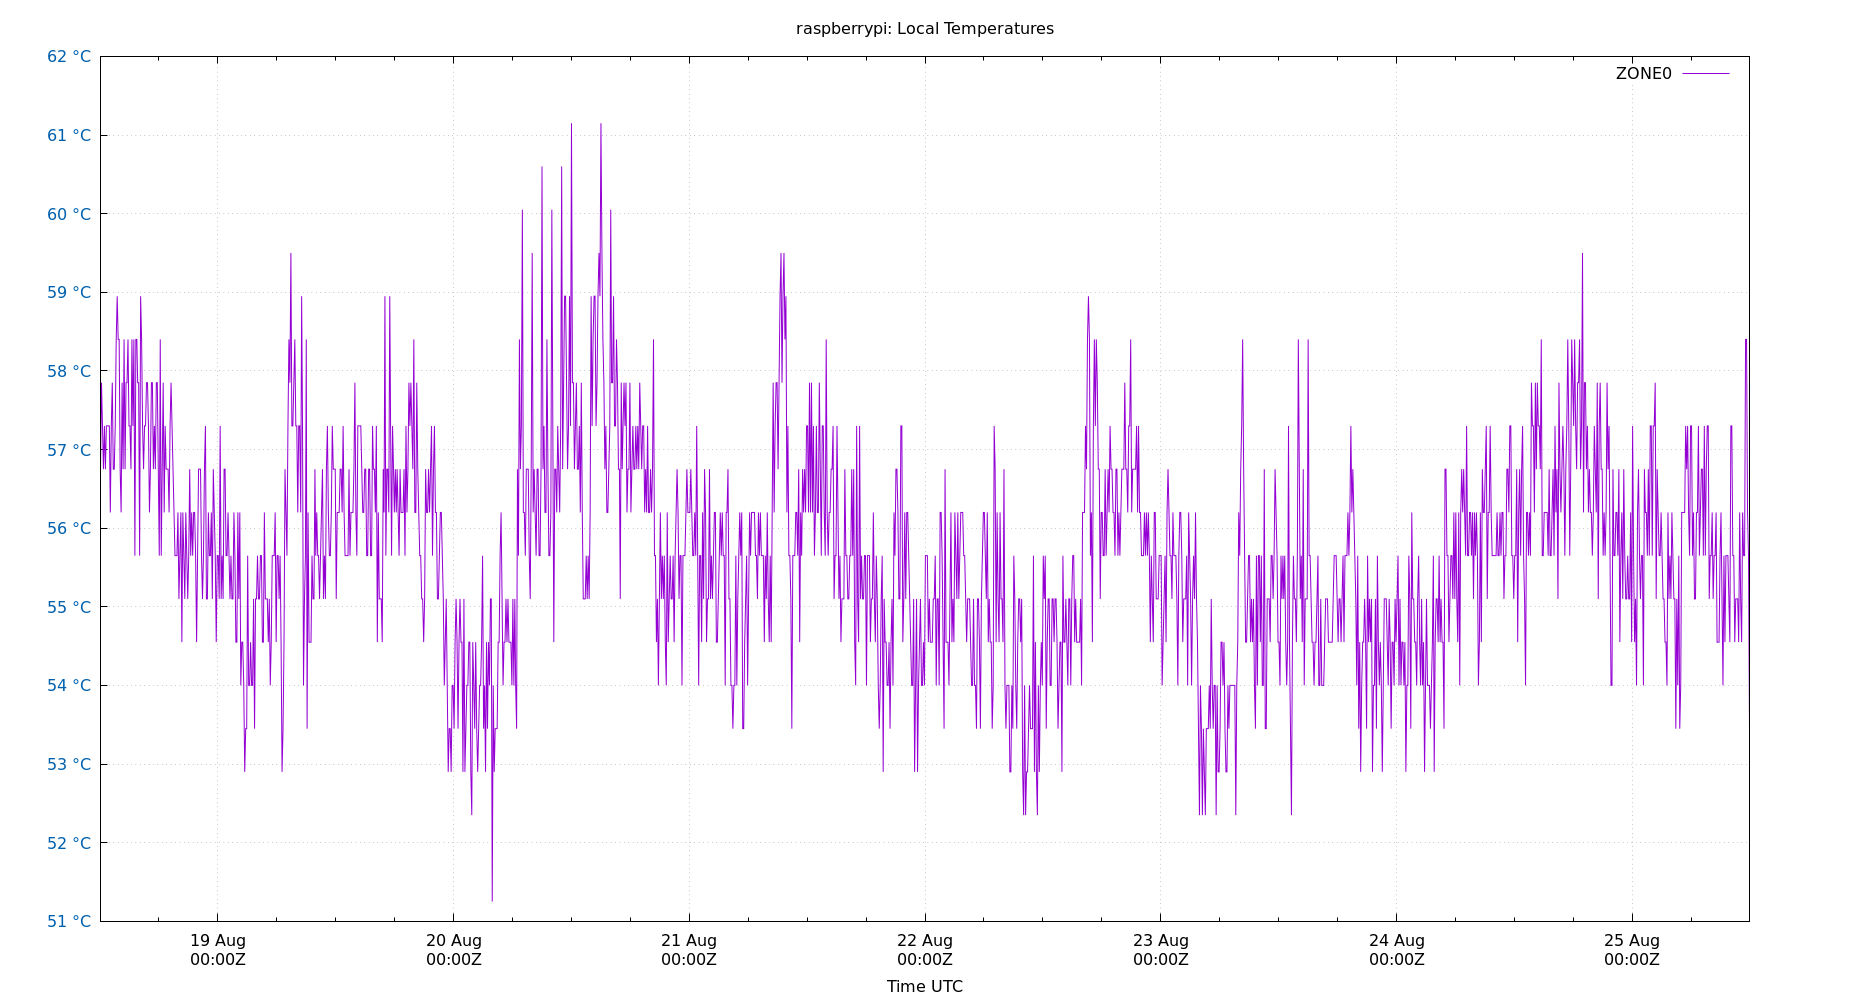 raspberrypi: Local Temperatures
62 °C
ZONE0
61 °C
60 °C
59 °C
58 °C
57 °C
56 °C
55 °C
54 °C
53 °C
52 °C
51 °C
19 Aug 20 Aug 21 Aug 22 Aug 23 Aug 24 Aug 25 Aug
00:00Z 00:00Z 00:00Z 00:00Z 00:00Z 00:00Z 00:00Z
Time UTC